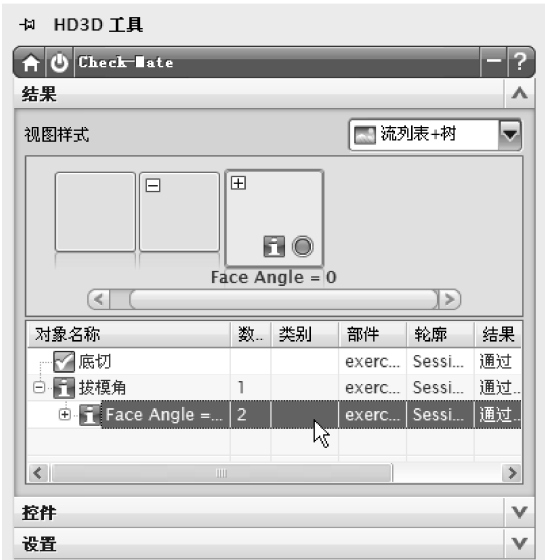 HD3D 工具
Check-Mate
结果
视图样式 流列表+树
Face Angle = 0
对象名称 数.. 类别 部件 轮廓 结果
底切 exerc... Sessi... 通过
拔模角 1 exerc... Sessi... 通过..
Face Angle =... 2 exerc... Sessi... 通过..
控件
设置